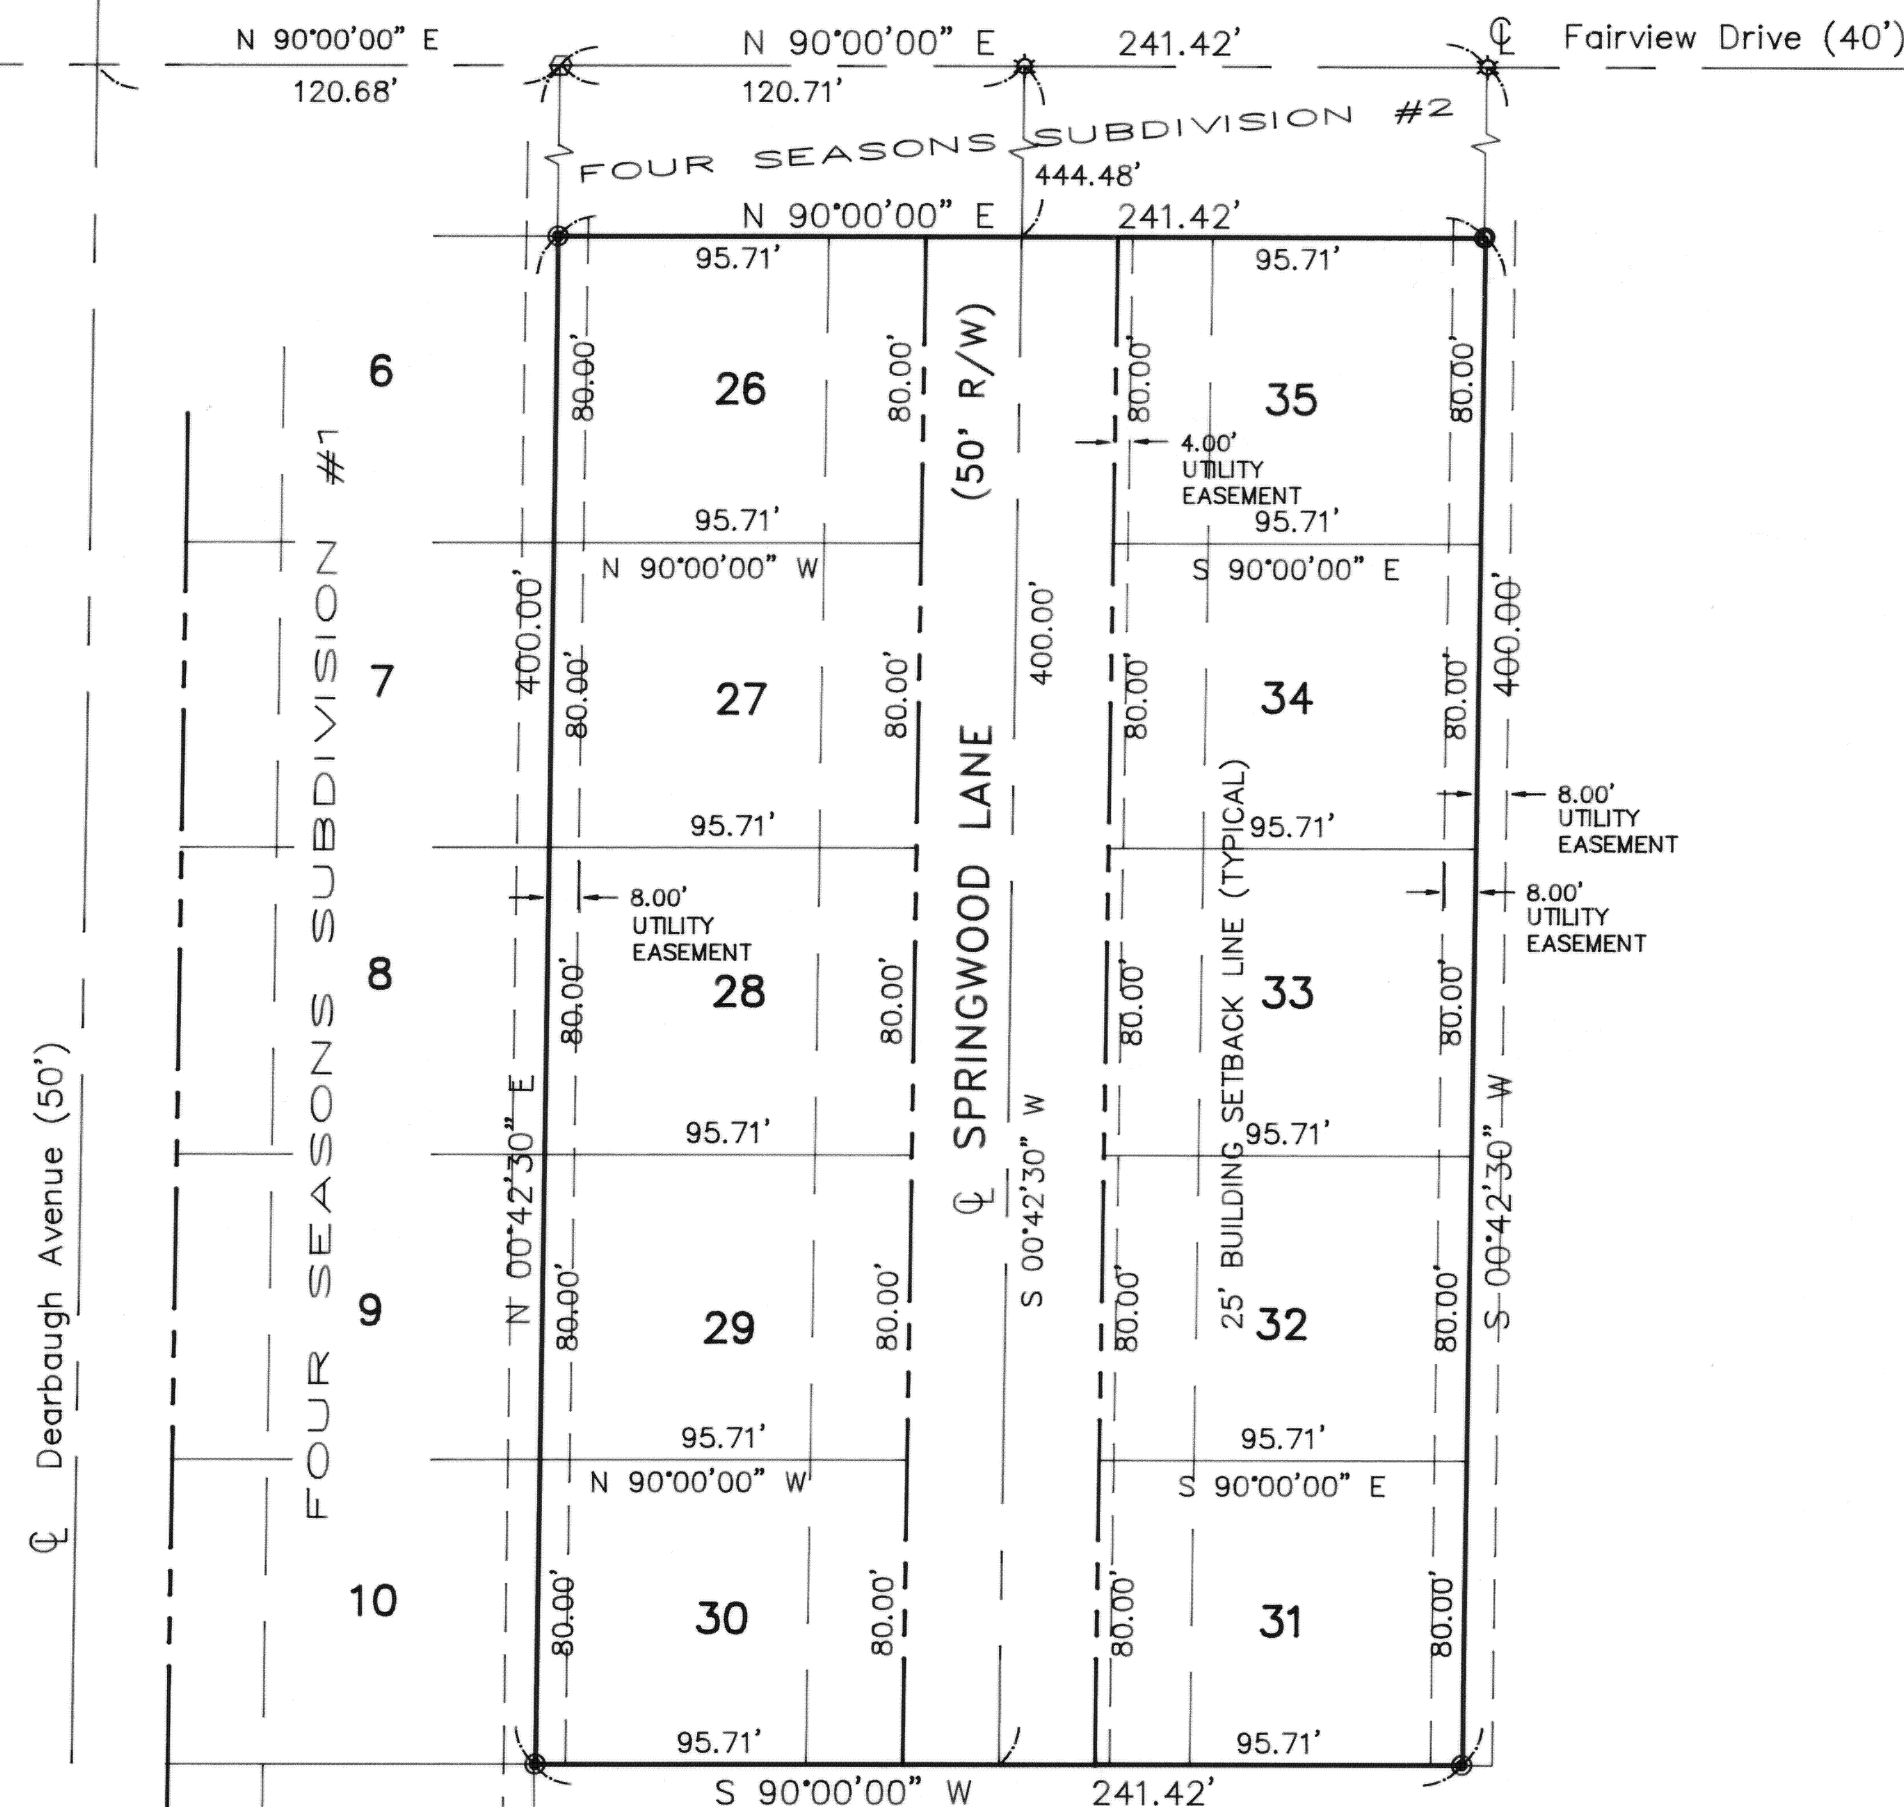 N 90°00'00" E
120.68'
N 90°00'00" E 241.42'
120.71'
℄ Fairview Drive (40')
FOUR SEASONS SUBDIVISION #2
444.48'
N 90°00'00" E 241.42'
95.71'
95.71'
6
80.00'
26
80.00'
(50' R/W)
80.00'
35
80.00'
4.00'
UTILITY
EASEMENT
95.71'
95.71'
N 90°00'00" W
S 90°00'00" E
400.00'
400.00'
400.00'
7
80.00'
27
80.00'
80.00'
34
80.00'
8.00'
UTILITY
EASEMENT
95.71'
95.71'
8.00'
UTILITY
EASEMENT
8.00'
UTILITY
EASEMENT
8
80.00'
28
80.00'
℄ SPRINGWOOD LANE
80.00'
33
80.00'
25' BUILDING SETBACK LINE (TYPICAL)
FOUR SEASONS SUBDIVISION #1
℄ Dearbaugh Avenue (50')
95.71'
95.71'
N 00°42'30" E
S 00°42'30" W
S 00°42'30" W
9
80.00'
29
80.00'
80.00'
32
80.00'
95.71'
95.71'
N 90°00'00" W
S 90°00'00" E
10
80.00'
30
80.00'
80.00'
31
80.00'
95.71'
95.71'
S 90°00'00" W 241.42'